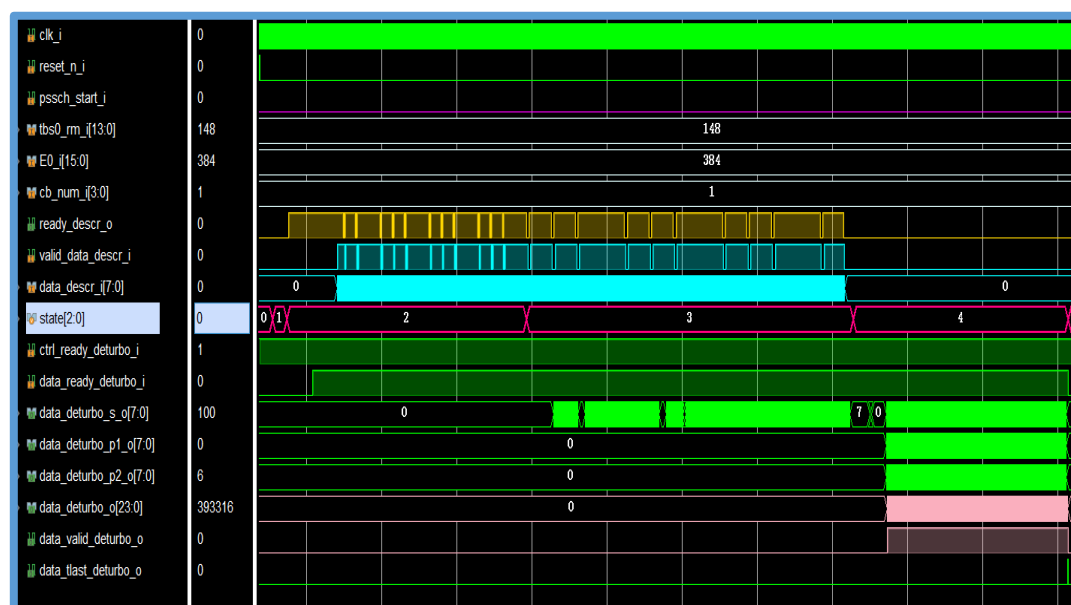 clk_i 0
reset_n_i 0
pssch_start_i 0
tbs0_rm_i[13:0] 148 148
E0_i[15:0] 384 384
cb_num_i[3:0] 1 1
ready_descr_o 0
valid_data_descr_i 0
data_descr_i[7:0] 0 0 0
state[2:0] 0 0 1 2 3 4
ctrl_ready_deturbo_i 1
data_ready_deturbo_i 0
data_deturbo_s_o[7:0] 100 0 7 0
data_deturbo_p1_o[7:0] 0 0
data_deturbo_p2_o[7:0] 6 0
data_deturbo_o[23:0] 393316 0
data_valid_deturbo_o 0
data_tlast_deturbo_o 0